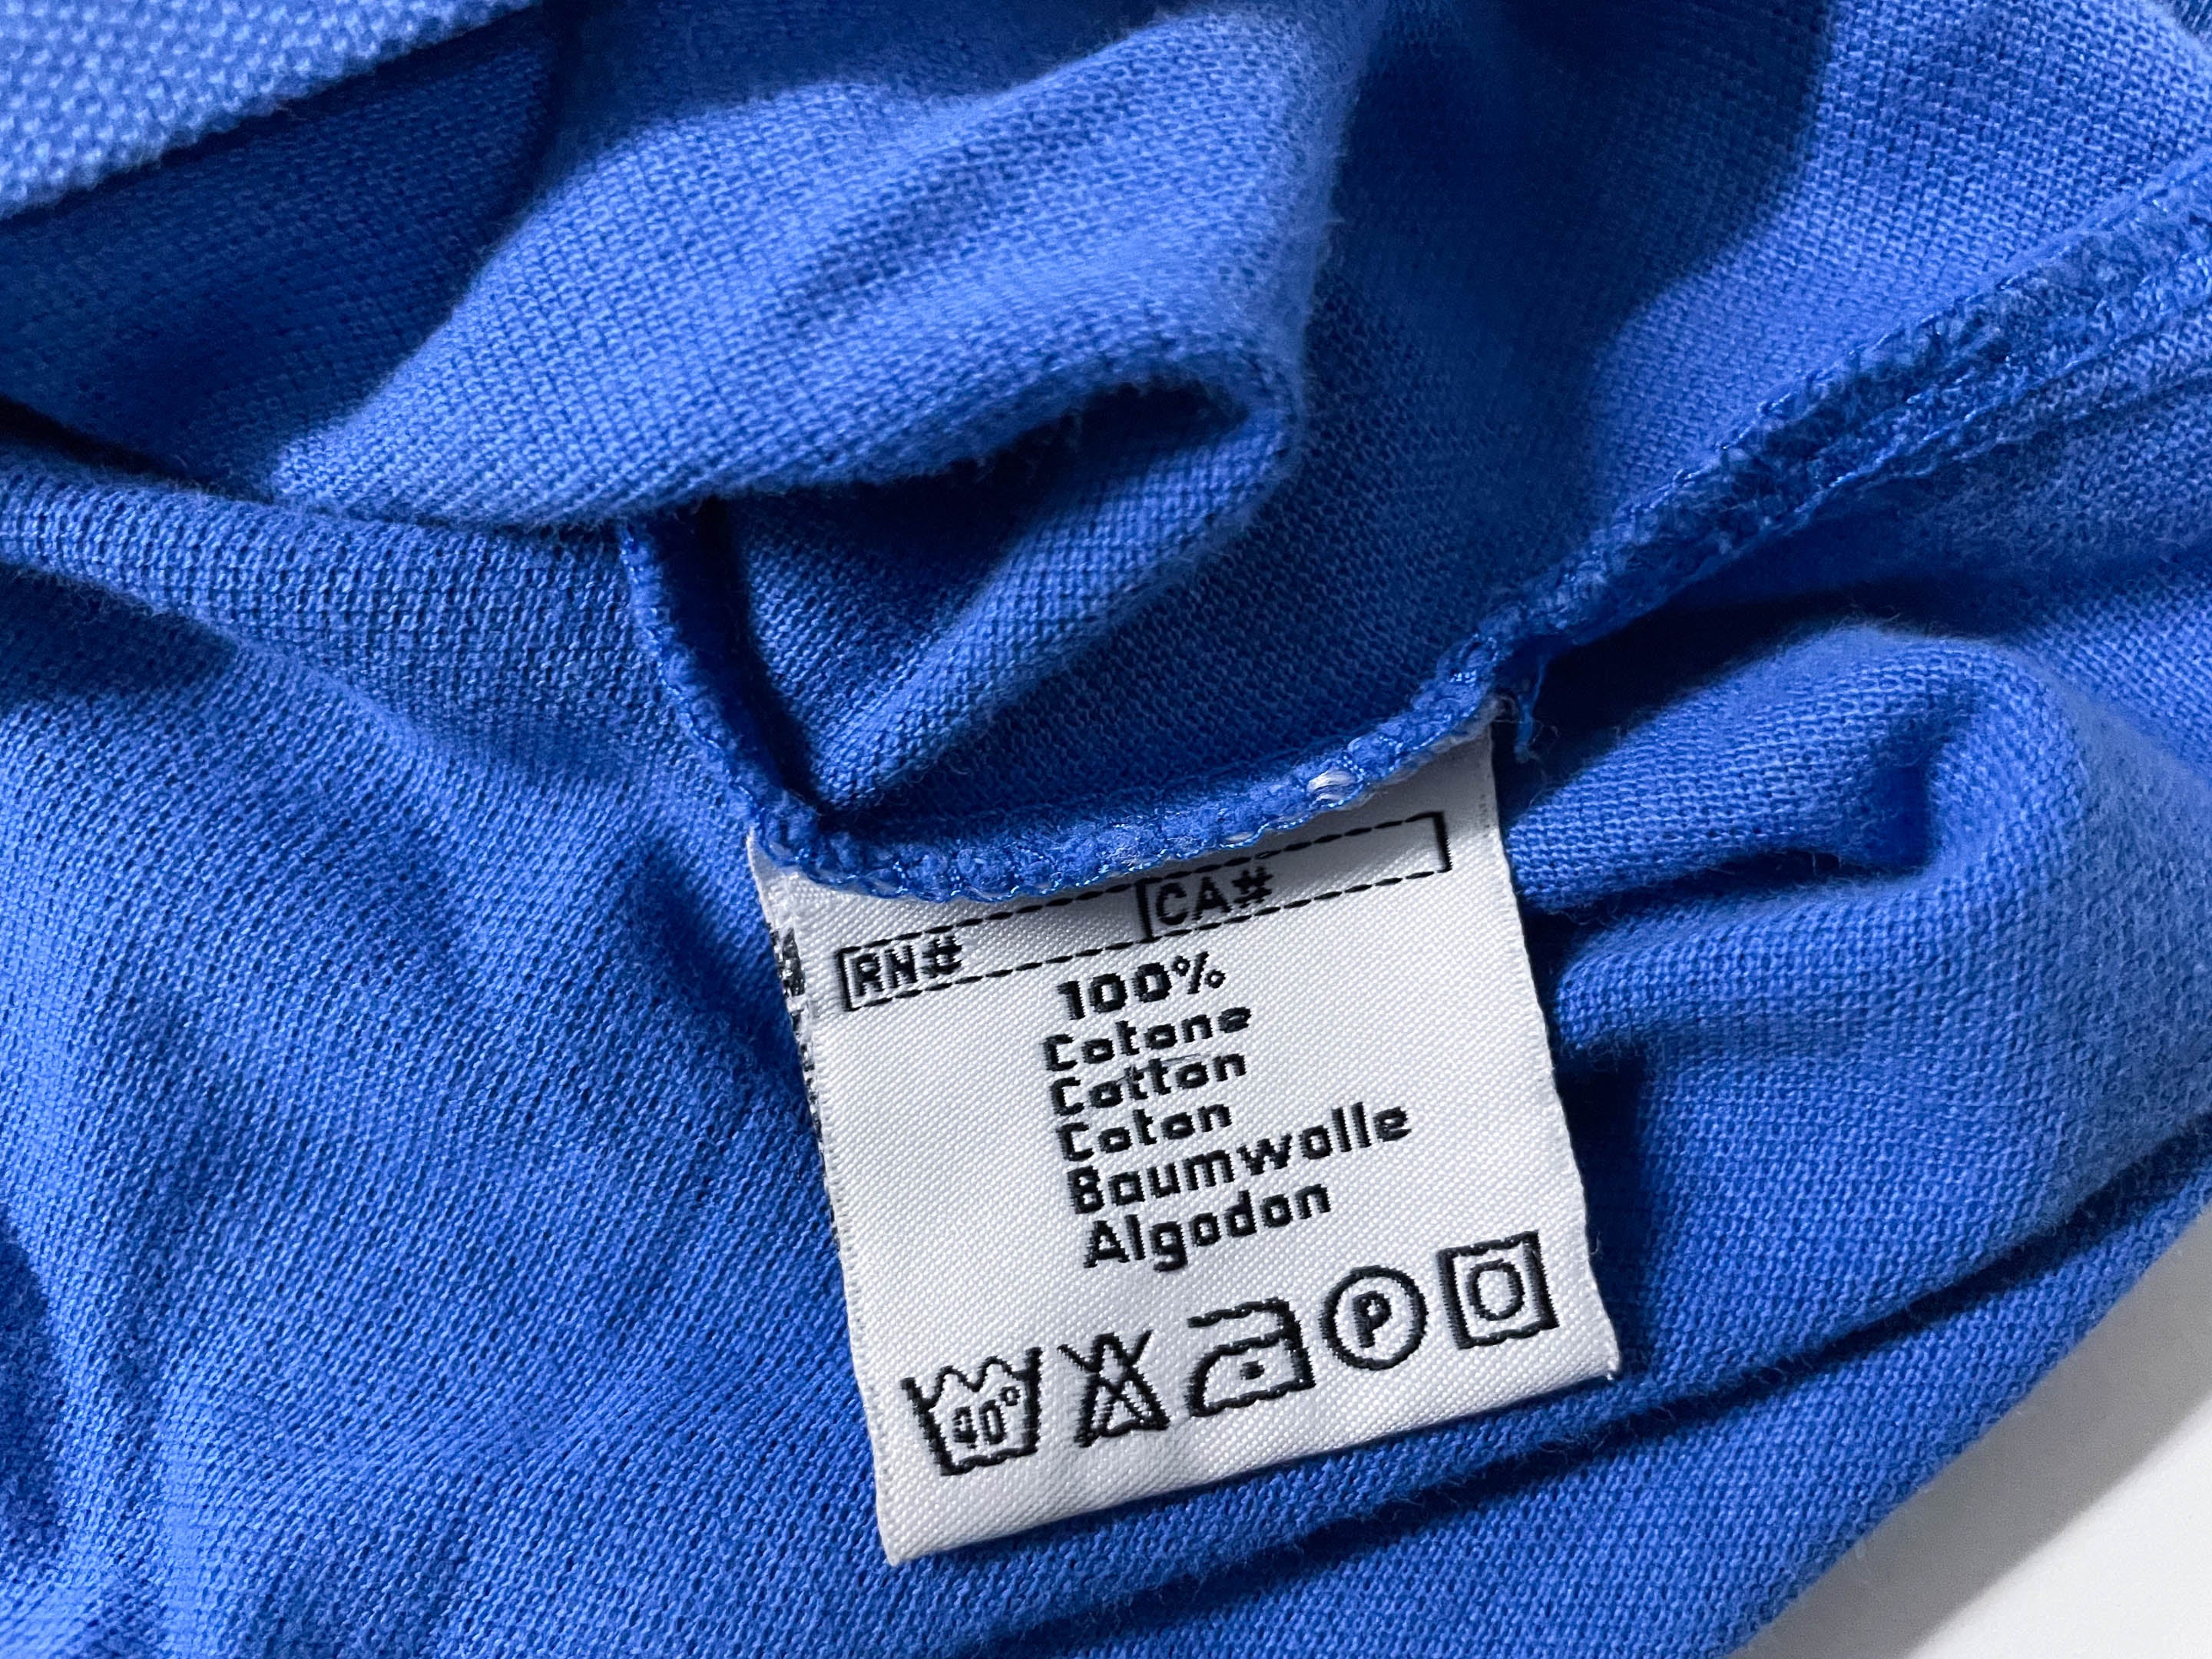 RN# CA#
100%
Cotone
Cotton
Coton
Baumwolle
Algodon
40°
P